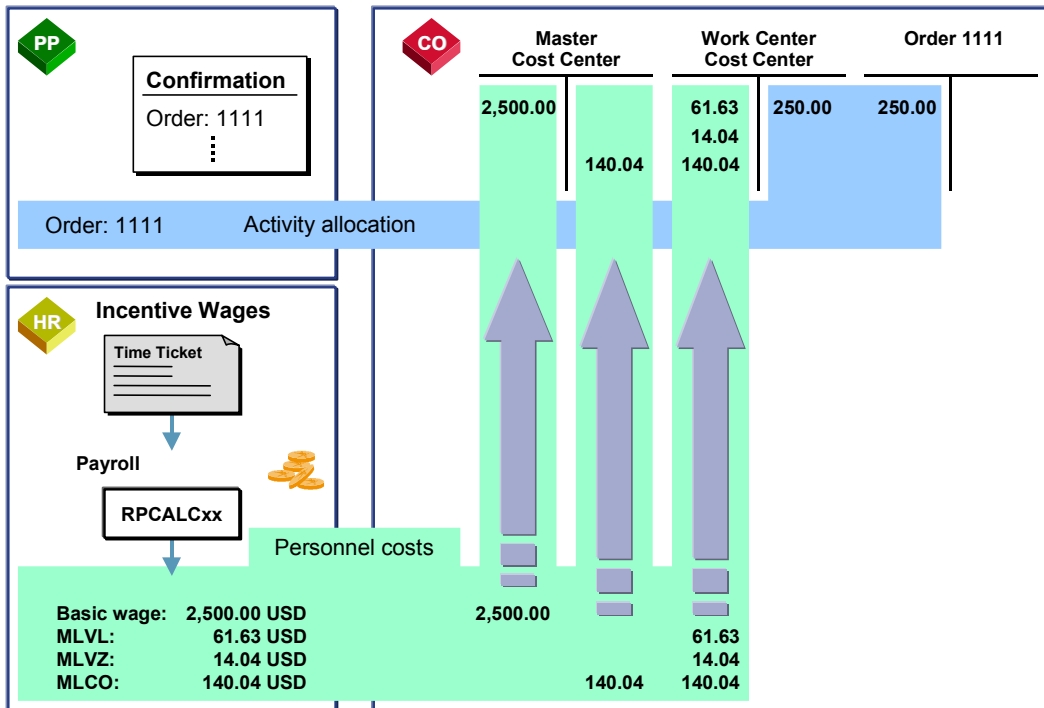 PP
Confirmation
Order: 1111
Order: 1111 Activity allocation
CO
Master Cost Center
Work Center Cost Center
Order 1111
2,500.00 61.63 250.00 250.00
14.04
140.04 140.04
HR
Incentive Wages
Time Ticket
Payroll
RPCALCxx
Personnel costs
Basic wage: 2,500.00 USD 2,500.00
MLVL: 61.63 USD 61.63
MLVZ: 14.04 USD 14.04
MLCO: 140.04 USD 140.04 140.04